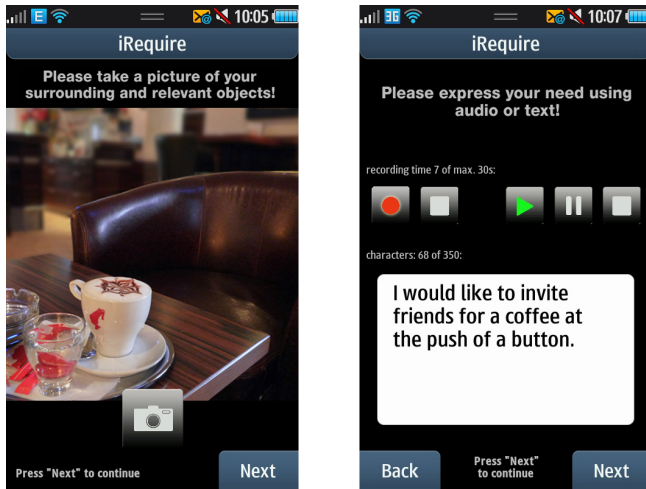 E
10:05
iRequire
Please take a picture of your
surrounding and relevant objects!
Press "Next" to continue
Next
3G
10:07
iRequire
Please express your need using
audio or text!
recording time 7 of max. 30s:
characters: 68 of 350:
I would like to invite
friends for a coffee at
the push of a button.
Back
Press "Next"
to continue
Next